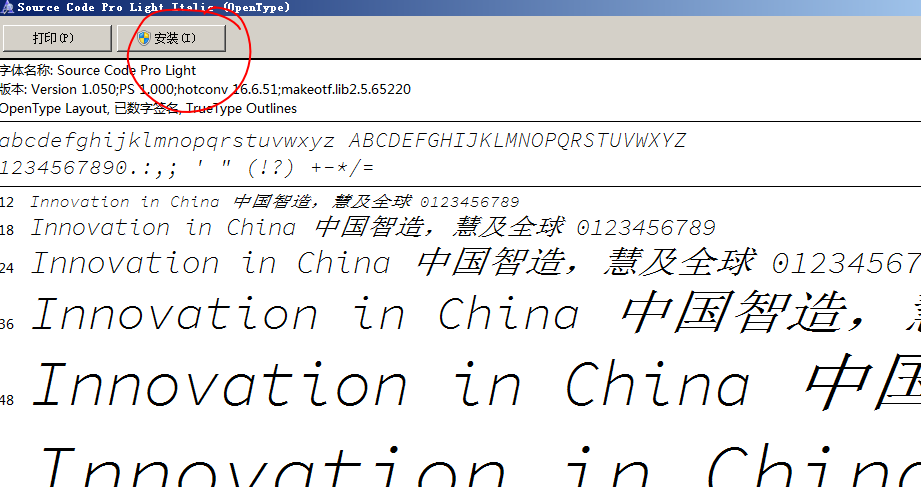 Source Code Pro Light Italic (OpenType)
打印(P) 安装(I)
字体名称: Source Code Pro Light
版本: Version 1.050;PS 1.000;hotconv 16.6.51;makeotf.lib2.5.65220
OpenType Layout, 已数字签名, TrueType Outlines
abcdefghijklmnopqrstuvwxyz ABCDEFGHIJKLMNOPQRSTUVWXYZ
1234567890.:,; ' " (!?) +-*/=
12 Innovation in China 中国智造，慧及全球 0123456789
18 Innovation in China 中国智造，慧及全球 0123456789
24 Innovation in China 中国智造，慧及全球 01234567
36 Innovation in China 中国智造，
48 Innovation in China 中国
Innovation in China